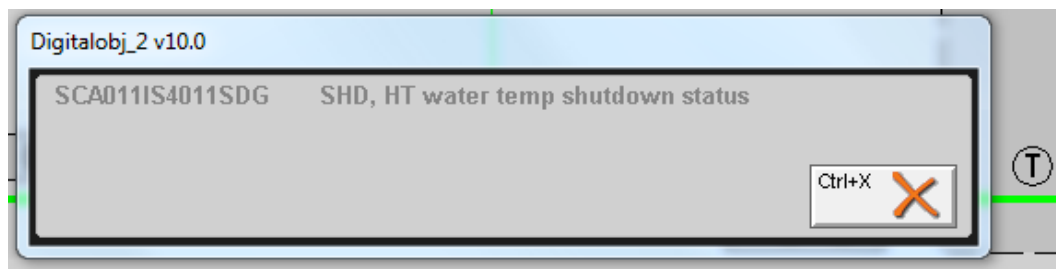 Digitalobj_2 v10.0
SCA011IS4011SDG SHD, HT water temp shutdown status
Ctrl+X
T